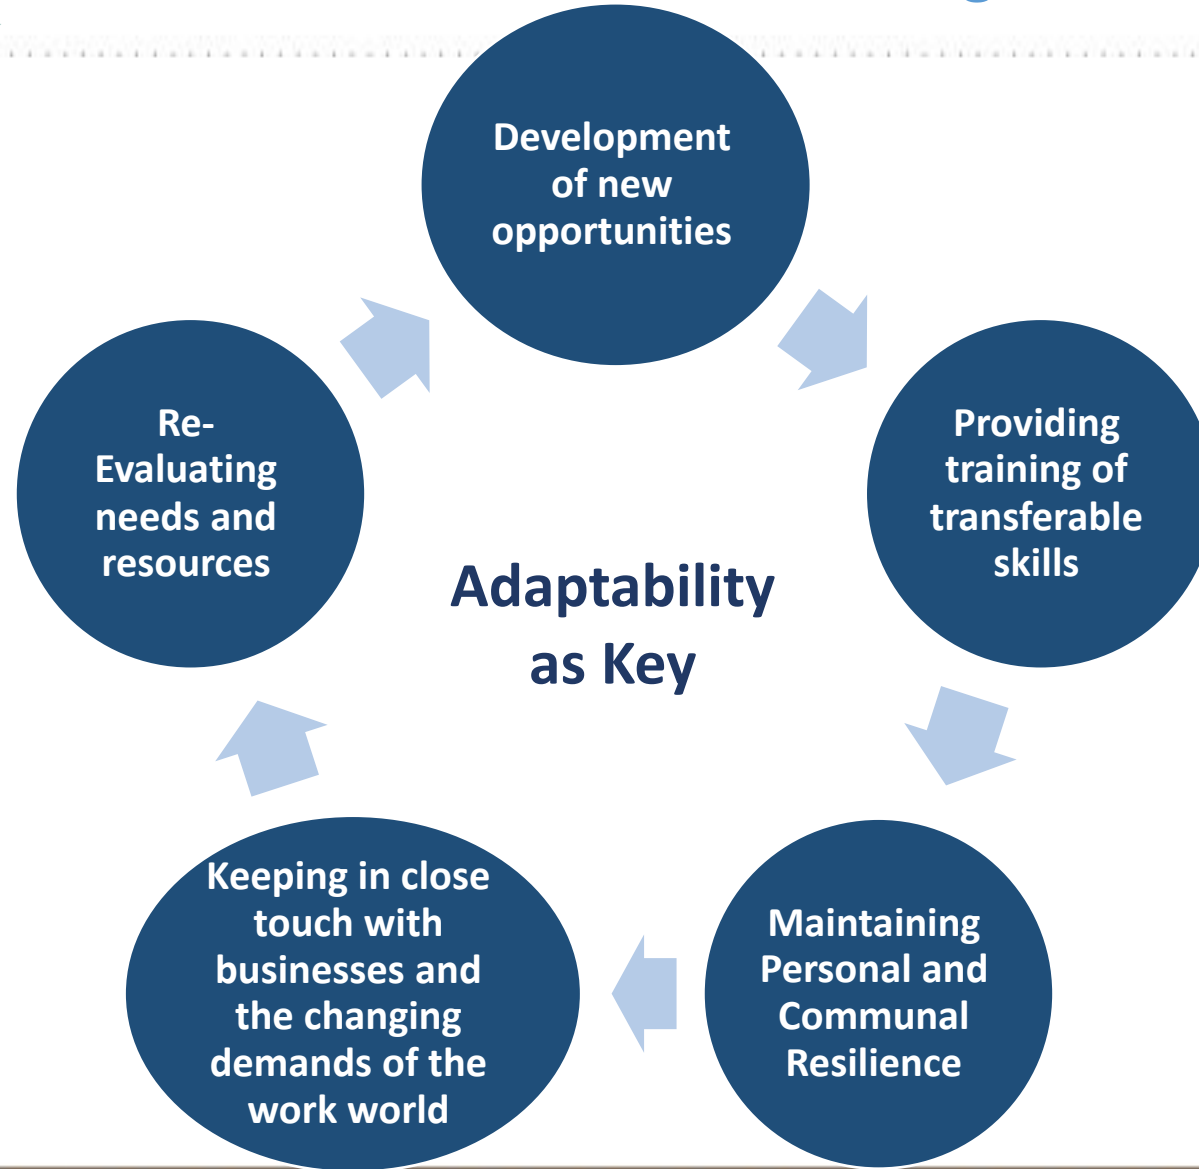 Development
of new
opportunities
Providing
training of
transferable
skills
Maintaining
Personal and
Communal
Resilience
Keeping in close
touch with
businesses and
the changing
demands of the
work world
Re-
Evaluating
needs and
resources
Adaptability
as Key